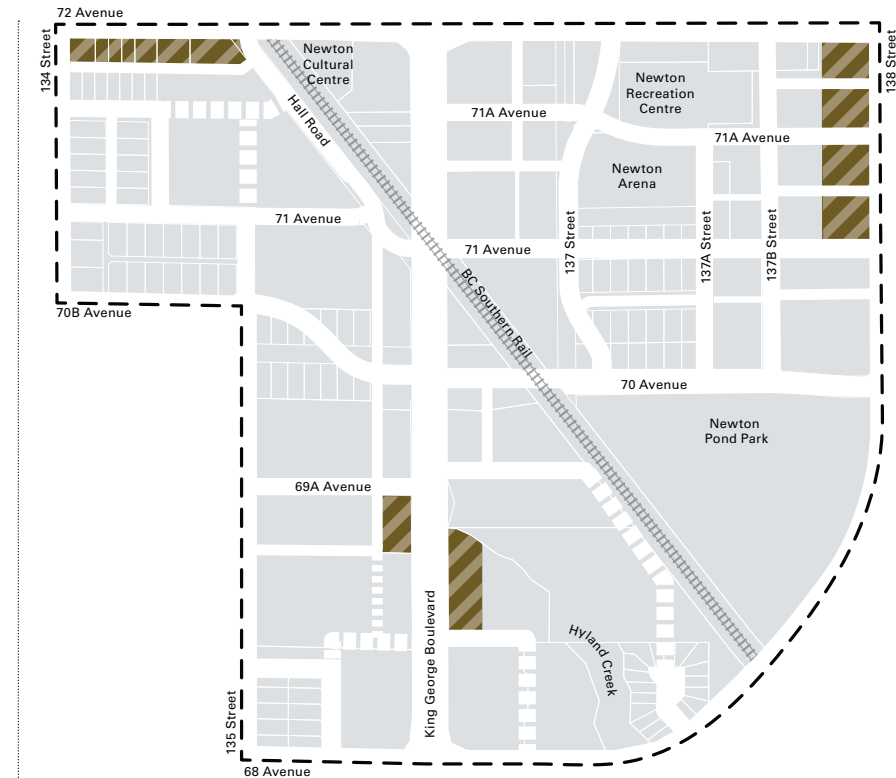 72 Avenue
134 Street
138 Street
Newton
Cultural
Centre
Newton
Recreation
Centre
Hall Road
71A Avenue
71A Avenue
Newton
Arena
71 Avenue
71 Avenue
137 Street
137A Street
137B Street
BC Southern Rail
70B Avenue
70 Avenue
Newton
Pond Park
69A Avenue
King George Boulevard
Hyland Creek
135 Street
68 Avenue